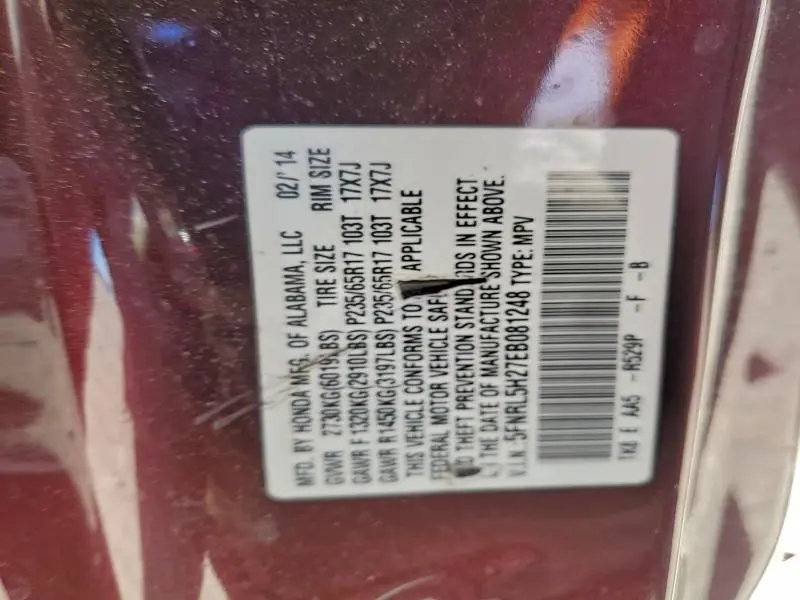 MFD. BY HONDA MFG. OF ALABAMA, LLC 02/'14
GVWR 2730KG(6019LBS) TIRE SIZE RIM SIZE
GAWR F 1320KG(2910LBS) P235/65R17 103T 17X7J
GAWR R 1450KG(3197LBS) P235/65R17 103T 17X7J
THIS VEHICLE CONFORMS TO APPLICABLE
FEDERAL MOTOR VEHICLE SAFE
THEFT PREVENTION STAND DS IN EFFECT
THE DATE OF MANUFACTURE SHOWN ABOVE.
V.I.N. 5FNRL5H27EB081248 TYPE: MPV
TK8 E AA5 -R529P -F -B